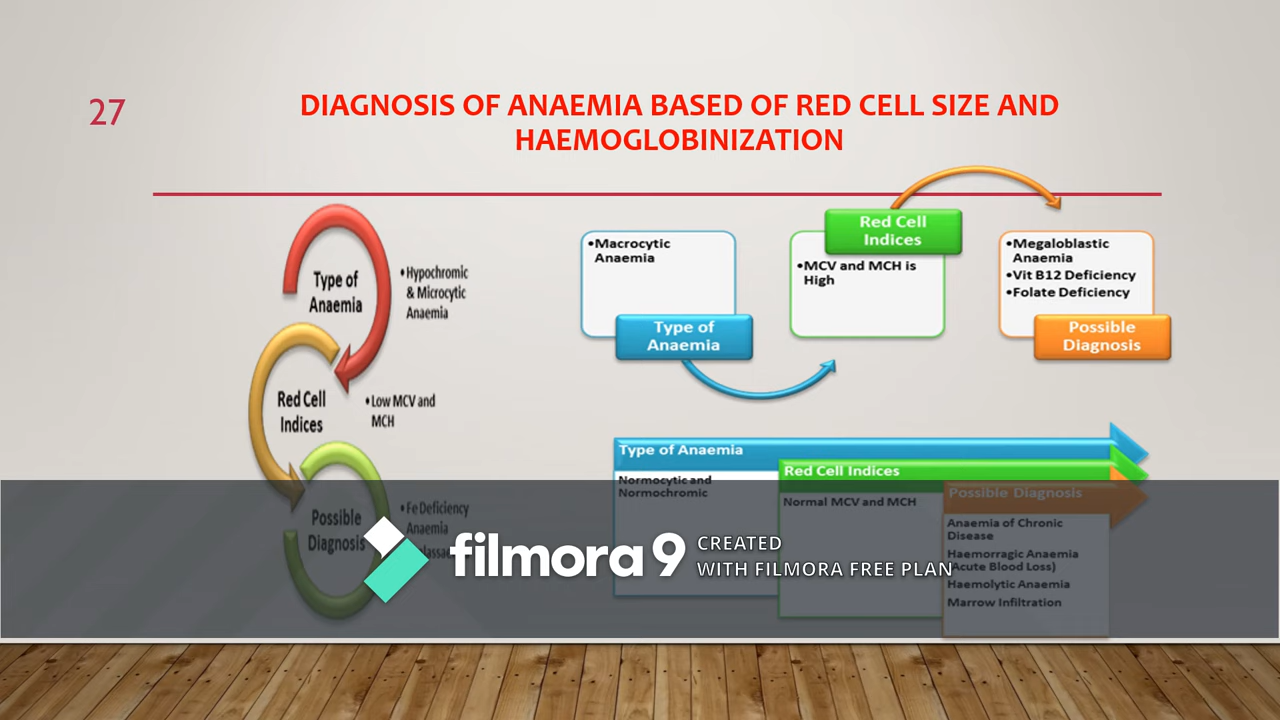 27
DIAGNOSIS OF ANAEMIA BASED OF RED CELL SIZE AND
HAEMOGLOBINIZATION
Type of
Anaemia
•Hypochromic
& Microcytic
Anaemia
Red Cell
Indices
•Low MCV and
MCH
Possible
Diagnosis
•Fe Deficiency
Anaemia
•Macrocytic
Anaemia
Type of
Anaemia
Red Cell
Indices
•MCV and MCH is
High
•Megaloblastic
Anaemia
•Vit B12 Deficiency
•Folate Deficiency
Possible
Diagnosis
Type of Anaemia
Normocytic and
Normochromic
Red Cell Indices
Normal MCV and MCH
Possible Diagnosis
Anaemia of Chronic
Disease
Haemorragic Anaemia
(Acute Blood Loss)
Haemolytic Anaemia
Marrow Infiltration
filmora 9
CREATED
WITH FILMORA FREE PLAN